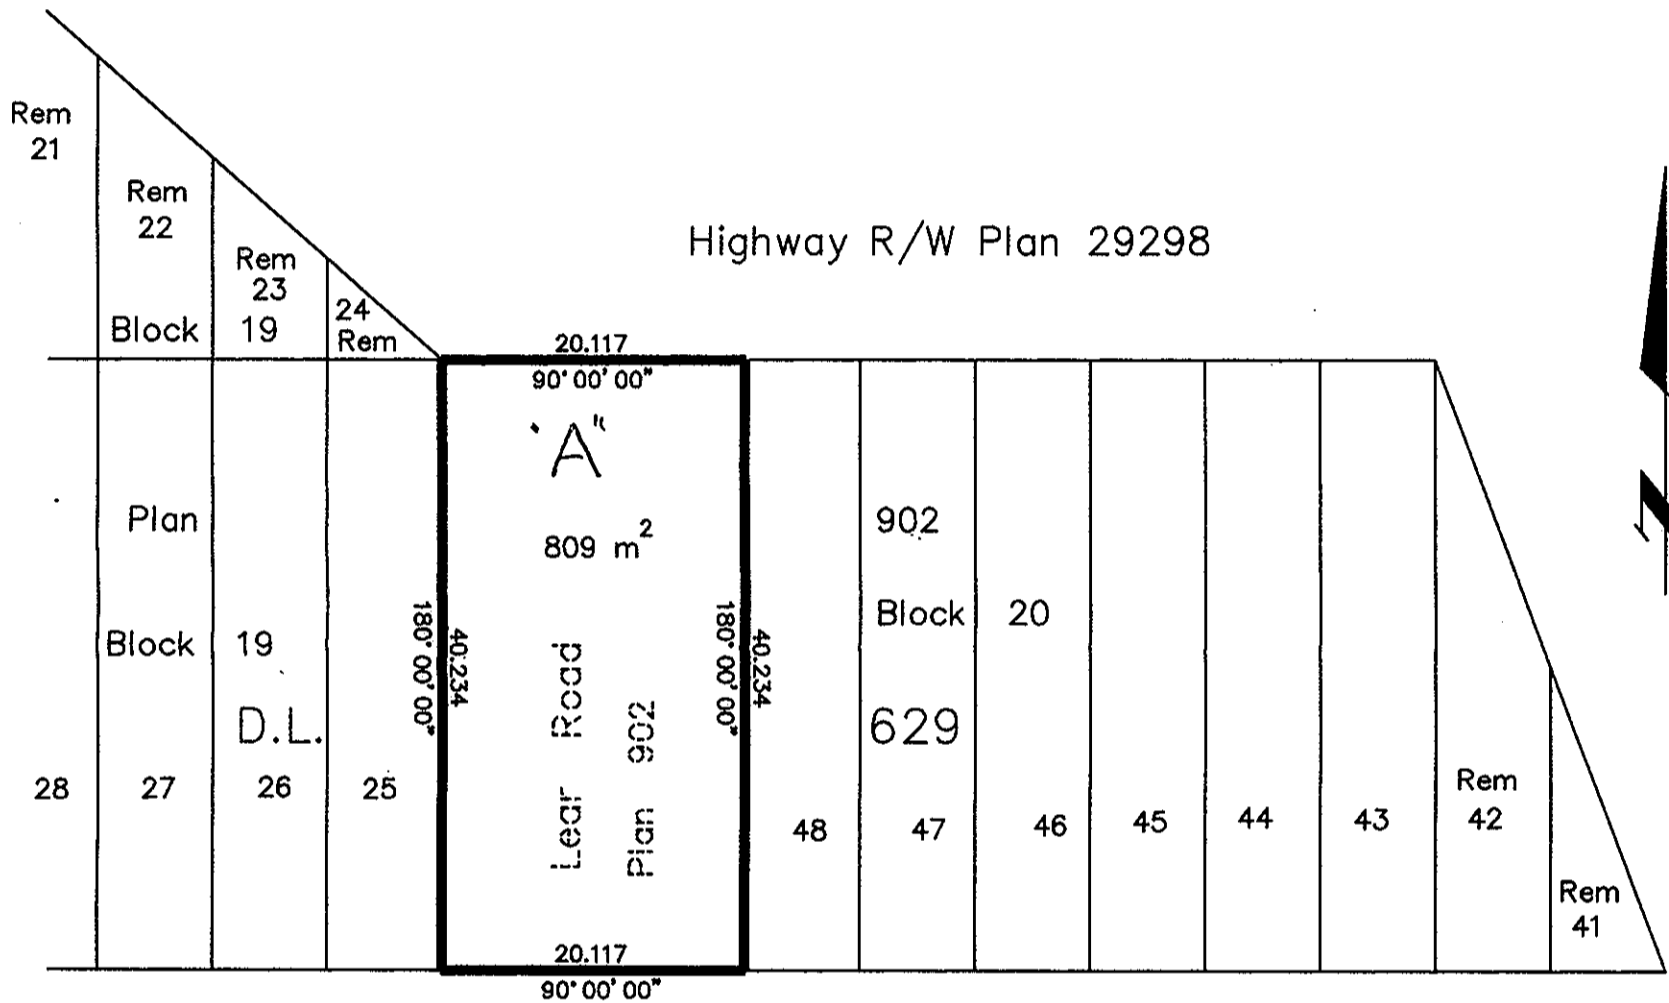 Rem
21
Rem
22
Rem
23
24
Rem
Block 19
Highway R/W Plan 29298
20.117
90° 00' 00"
'A"
809 m²
Plan
902
Block 19
Block 20
180° 00' 00"
40.234
180° 00' 00"
40.234
Lear Road
Plan 902
D.L.
629
28
27
26
25
48
47
46
45
44
43
Rem
42
Rem
41
20.117
90° 00' 00"
N